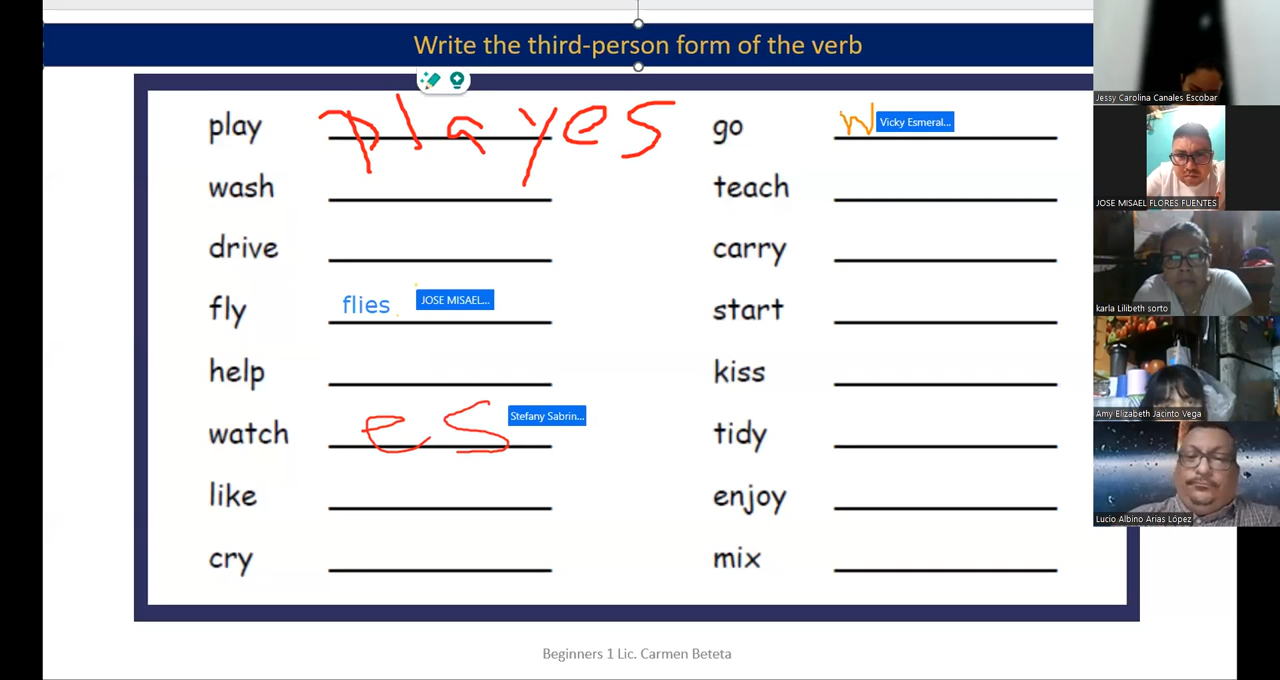 Write the third-person form of the verb
play playes
wash
drive
fly flies JOSE MISAEL...
help
watch es Stefany Sabrin...
like
cry
go W Vicky Esmeral...
teach
carry
start
kiss
tidy
enjoy
mix
Beginners 1 Lic. Carmen Beteta
Jessy Carolina Canales Escobar
JOSE MISAEL FLORES FUENTES
karla Lilibeth sorto
Amy Elizabeth Jacinto Vega
Lucio Albino Arias López